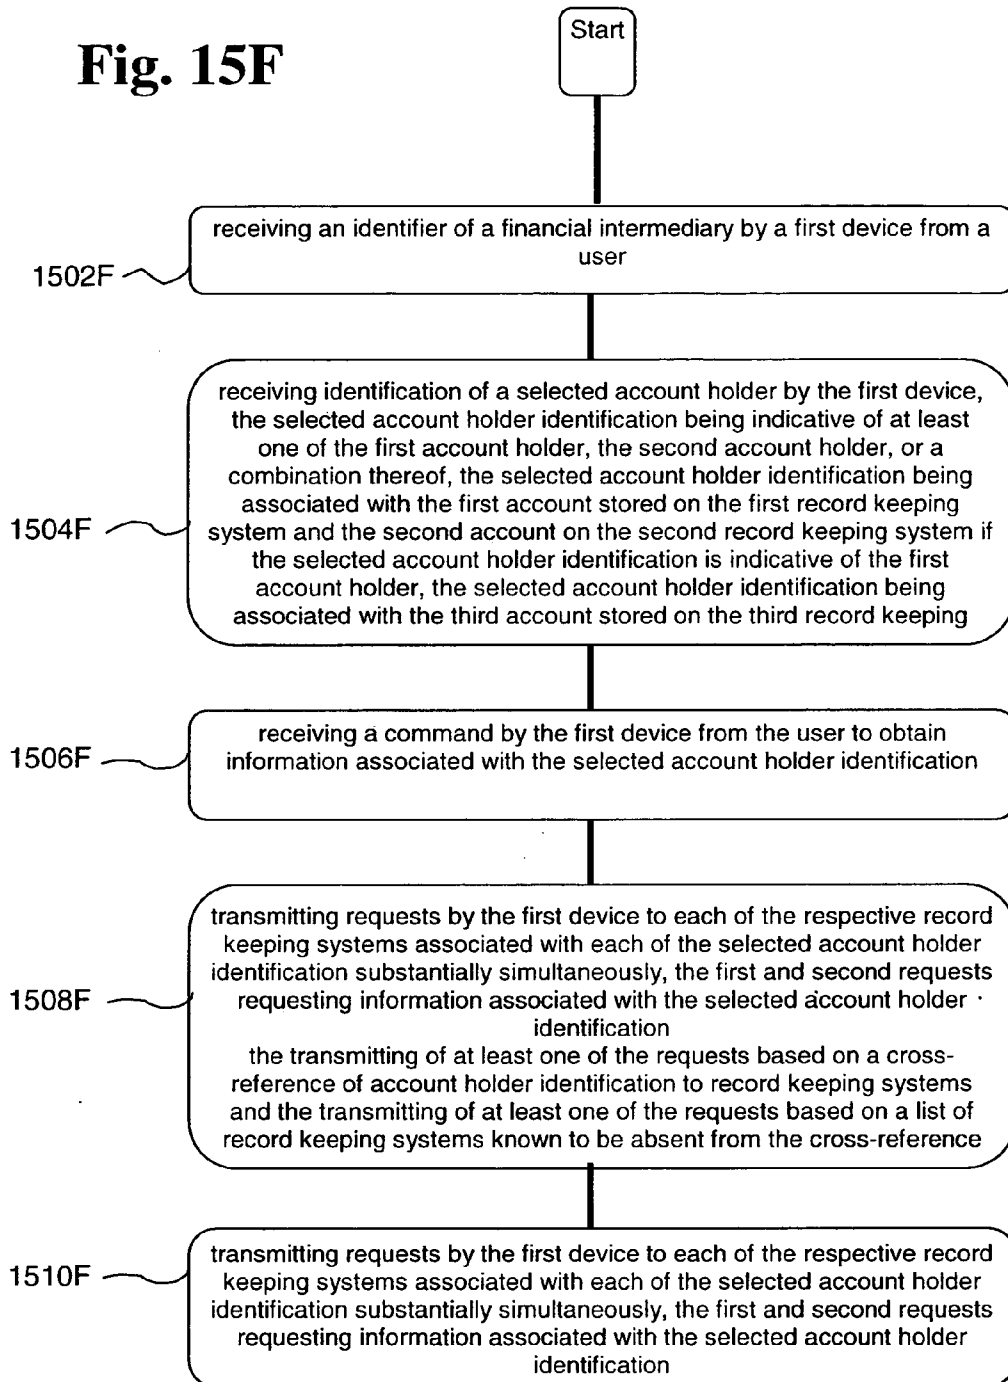 Fig. 15F
Start
receiving an identifier of a financial intermediary by a first device from a
user
1502F
receiving identification of a selected account holder by the first device,
the selected account holder identification being indicative of at least
one of the first account holder, the second account holder, or a
combination thereof, the selected account holder identification being
associated with the first account stored on the first record keeping
system and the second account on the second record keeping system if
the selected account holder identification is indicative of the first
account holder, the selected account holder identification being
associated with the third account stored on the third record keeping
1504F
receiving a command by the first device from the user to obtain
information associated with the selected account holder identification
1506F
transmitting requests by the first device to each of the respective record
keeping systems associated with each of the selected account holder
identification substantially simultaneously, the first and second requests
requesting information associated with the selected account holder
identification
the transmitting of at least one of the requests based on a cross-
reference of account holder identification to record keeping systems
and the transmitting of at least one of the requests based on a list of
record keeping systems known to be absent from the cross-reference
1508F
transmitting requests by the first device to each of the respective record
keeping systems associated with each of the selected account holder
identification substantially simultaneously, the first and second requests
requesting information associated with the selected account holder
identification
1510F